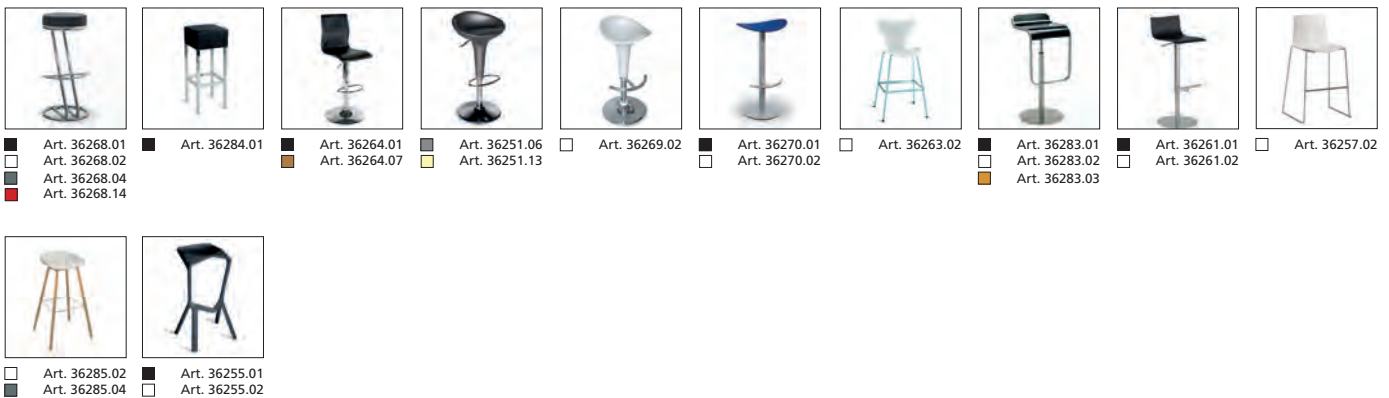 Art. 36268.01
Art. 36268.02
Art. 36268.04
Art. 36268.14
Art. 36284.01
Art. 36264.01
Art. 36264.07
Art. 36251.06
Art. 36251.13
Art. 36269.02
Art. 36270.01
Art. 36270.02
Art. 36263.02
Art. 36283.01
Art. 36283.02
Art. 36283.03
Art. 36261.01
Art. 36261.02
Art. 36257.02
Art. 36285.02
Art. 36285.04
Art. 36255.01
Art. 36255.02